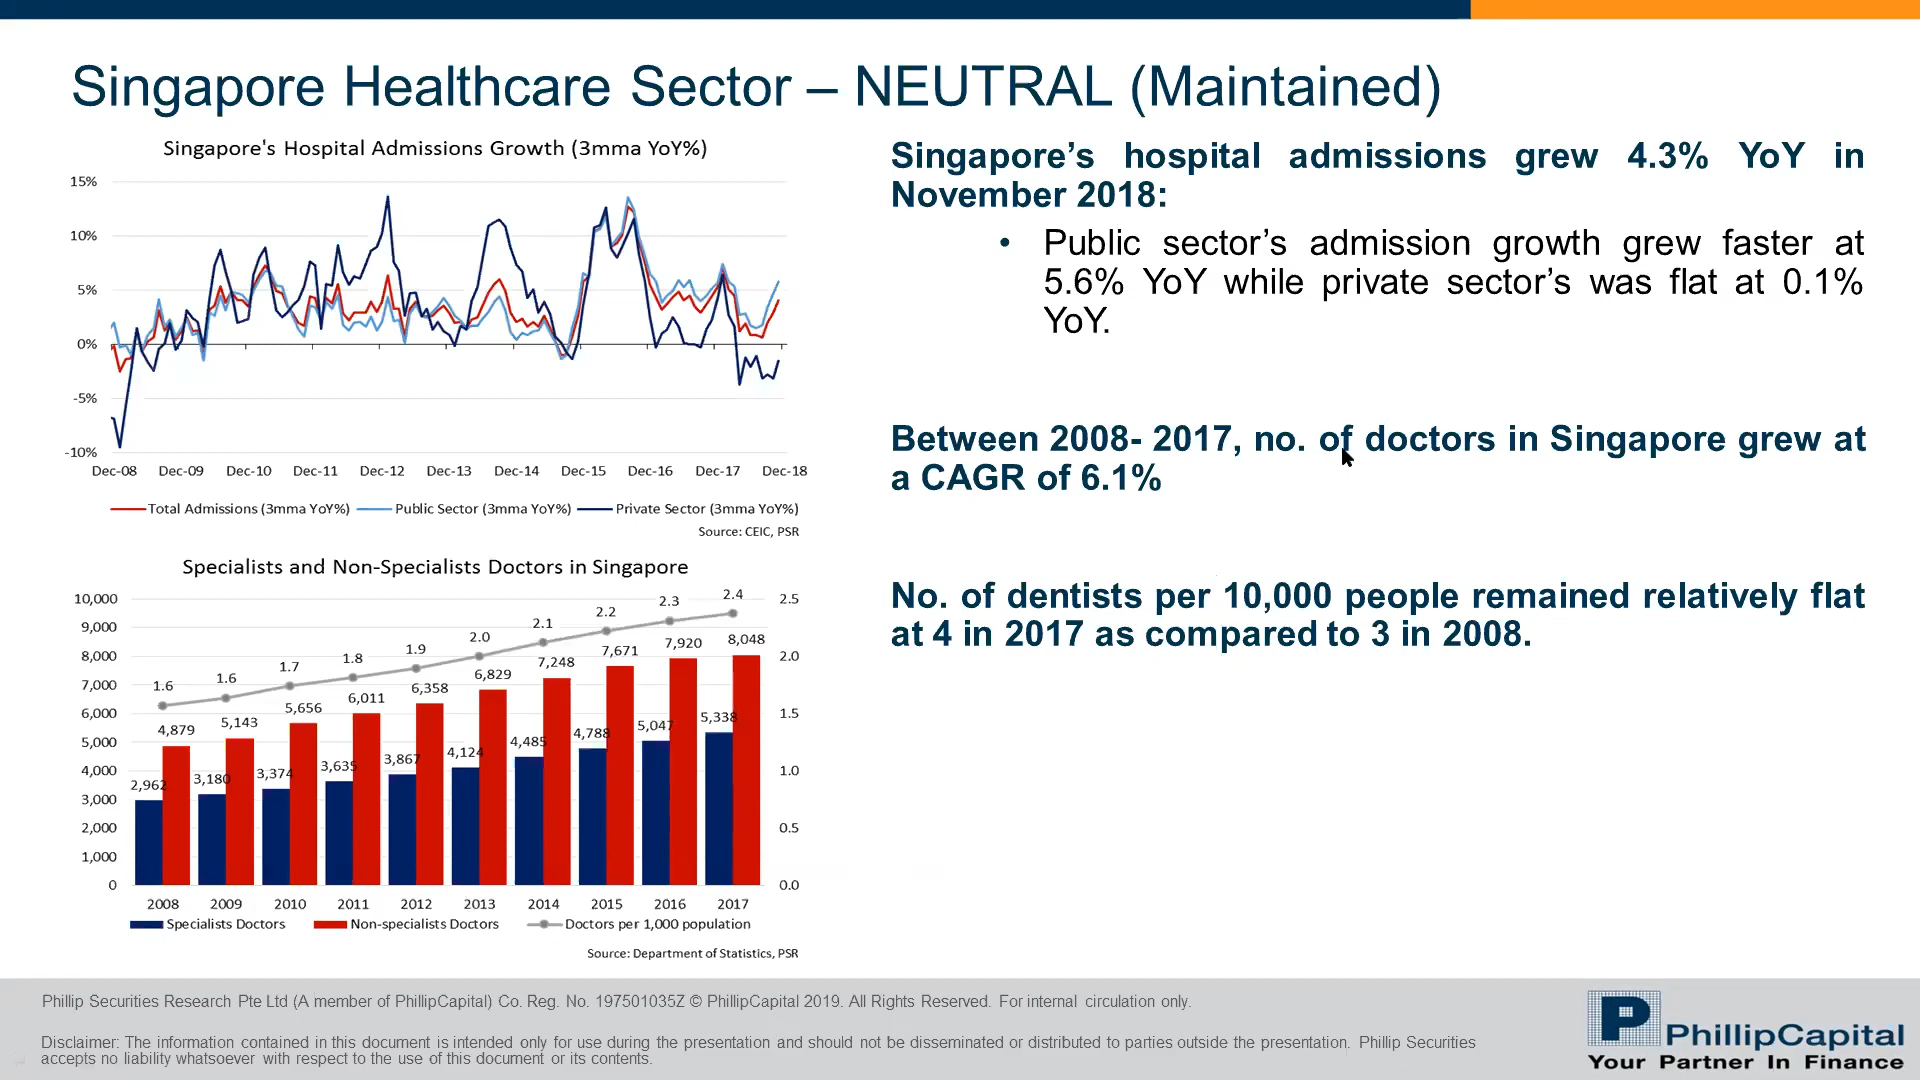 Singapore Healthcare Sector – NEUTRAL (Maintained)
Singapore's Hospital Admissions Growth (3mma YoY%)
15%
10%
5%
0%
-5%
-10%
Dec-08 Dec-09 Dec-10 Dec-11 Dec-12 Dec-13 Dec-14 Dec-15 Dec-16 Dec-17 Dec-18
Total Admissions (3mma YoY%) Public Sector (3mma YoY%) Private Sector (3mma YoY%)
Source: CEIC, PSR
Specialists and Non-Specialists Doctors in Singapore
10,000
9,000
8,000
7,000
6,000
5,000
4,000
3,000
2,000
1,000
0
2.5
2.0
1.5
1.0
0.5
0.0
1.6 1.6 1.7 1.8 1.9 2.0 2.1 2.2 2.3 2.4
4,879 5,143 5,656 6,011 6,358 6,829 7,248 7,671 7,920 8,048
2,962 3,180 3,374 3,635 3,867 4,124 4,485 4,788 5,047 5,338
2008 2009 2010 2011 2012 2013 2014 2015 2016 2017
Specialists Doctors Non-specialists Doctors Doctors per 1,000 population
Source: Department of Statistics, PSR
Singapore’s hospital admissions grew 4.3% YoY in
November 2018:
• Public sector’s admission growth grew faster at
5.6% YoY while private sector’s was flat at 0.1%
YoY.
Between 2008- 2017, no. of doctors in Singapore grew at
a CAGR of 6.1%
No. of dentists per 10,000 people remained relatively flat
at 4 in 2017 as compared to 3 in 2008.
Phillip Securities Research Pte Ltd (A member of PhillipCapital) Co. Reg. No. 197501035Z © PhillipCapital 2019. All Rights Reserved. For internal circulation only.
Disclaimer: The information contained in this document is intended only for use during the presentation and should not be disseminated or distributed to parties outside the presentation. Phillip Securities
accepts no liability whatsoever with respect to the use of this document or its contents.
P PhillipCapital
Your Partner In Finance